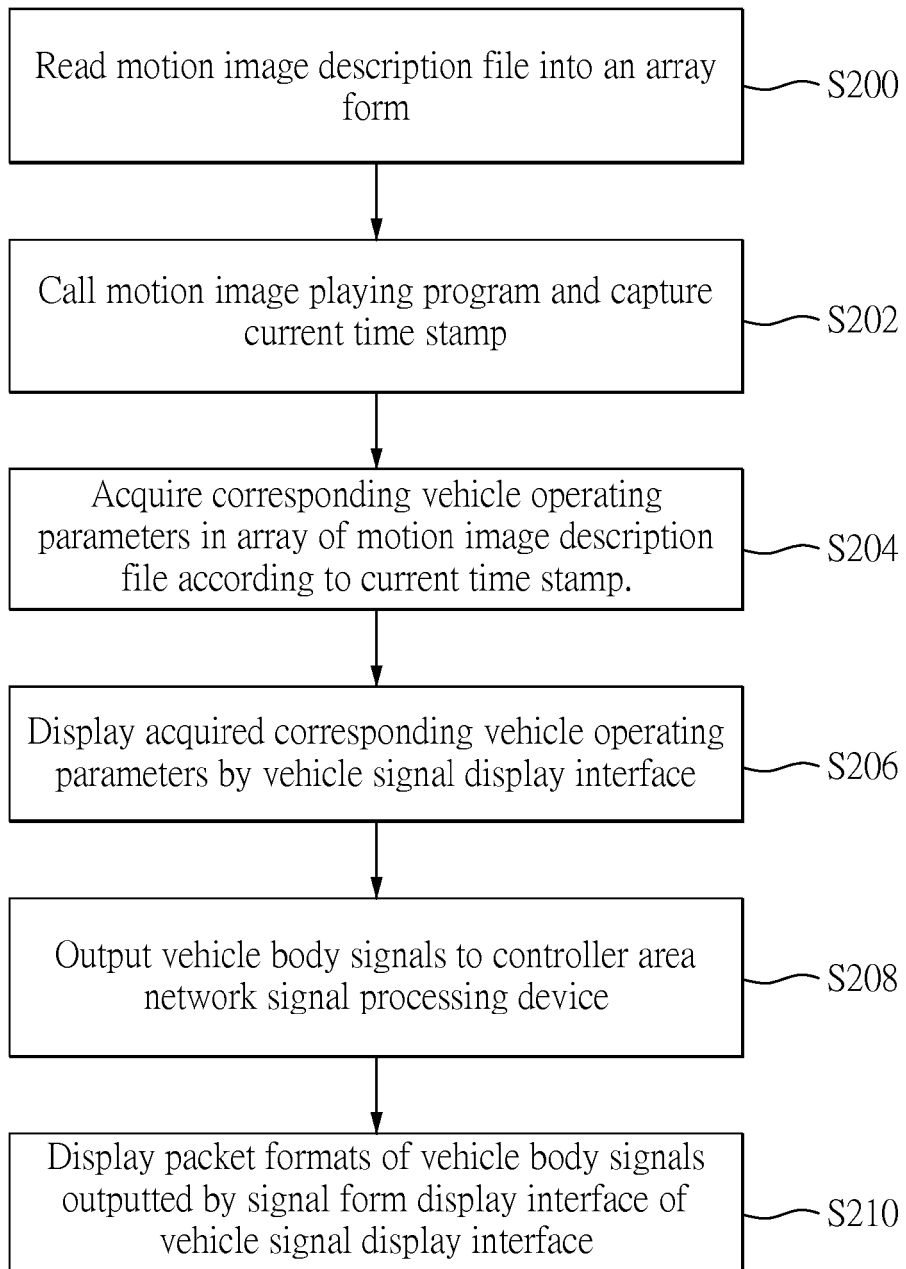 Read motion image description file into an array
form
S200
Call motion image playing program and capture
current time stamp
S202
Acquire corresponding vehicle operating
parameters in array of motion image description
file according to current time stamp.
S204
Display acquired corresponding vehicle operating
parameters by vehicle signal display interface
S206
Output vehicle body signals to controller area
network signal processing device
S208
Display packet formats of vehicle body signals
outputted by signal form display interface of
vehicle signal display interface
S210